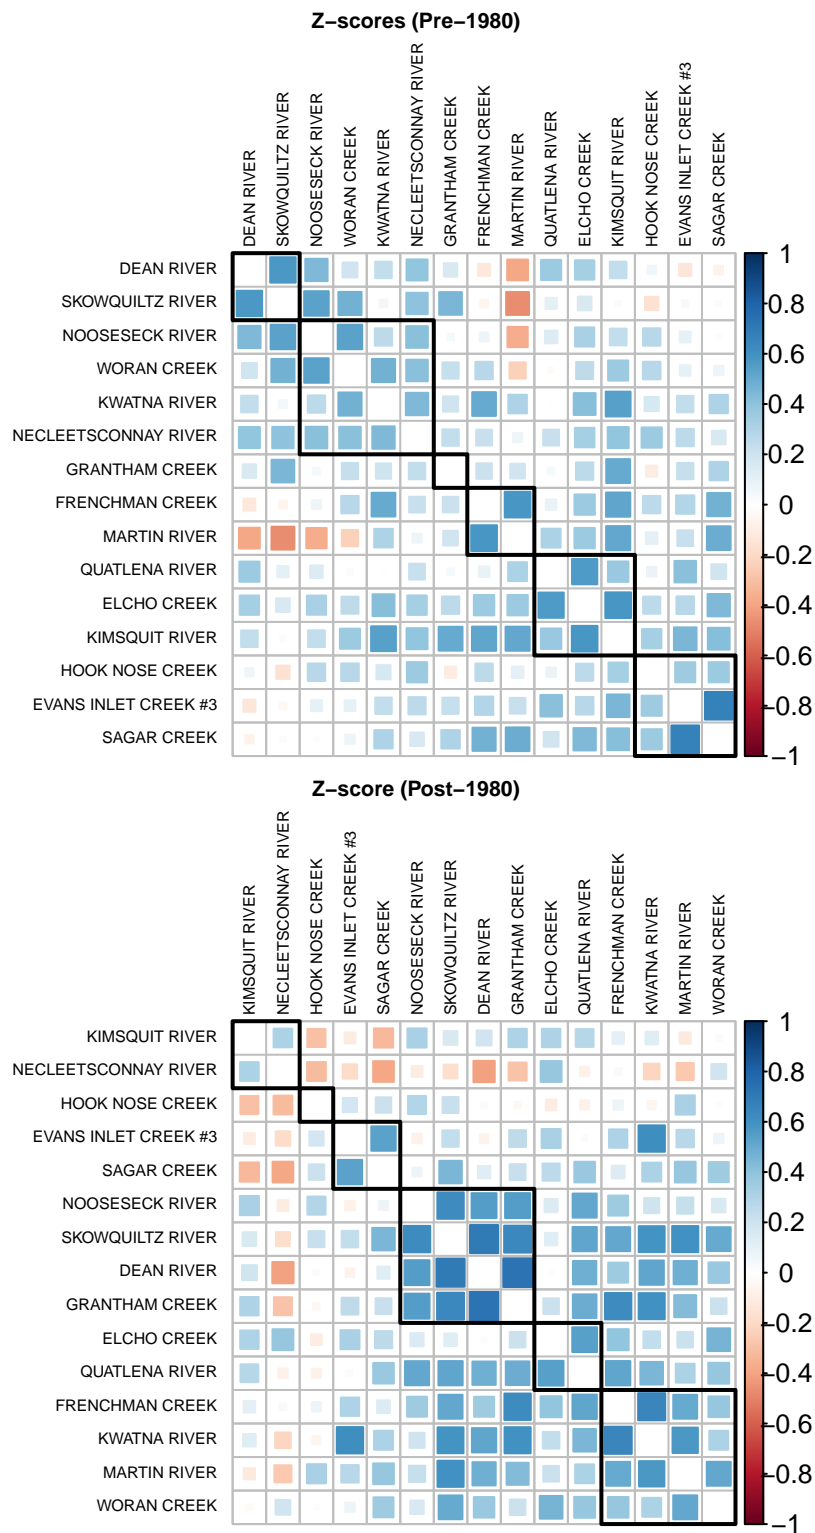 Z−scores (Pre−1980)
DEAN RIVER
SKOWQUILTZ RIVER
NOOSESECK RIVER
WORAN CREEK
KWATNA RIVER
NECLEETSCONNAY RIVER
GRANTHAM CREEK
FRENCHMAN CREEK
MARTIN RIVER
QUATLENA RIVER
ELCHO CREEK
KIMSQUIT RIVER
HOOK NOSE CREEK
EVANS INLET CREEK #3
SAGAR CREEK
DEAN RIVER
SKOWQUILTZ RIVER
NOOSESECK RIVER
WORAN CREEK
KWATNA RIVER
NECLEETSCONNAY RIVER
GRANTHAM CREEK
FRENCHMAN CREEK
MARTIN RIVER
QUATLENA RIVER
ELCHO CREEK
KIMSQUIT RIVER
HOOK NOSE CREEK
EVANS INLET CREEK #3
SAGAR CREEK
1
0.8
0.6
0.4
0.2
0
−0.2
−0.4
−0.6
−0.8
−1
Z−score (Post−1980)
KIMSQUIT RIVER
NECLEETSCONNAY RIVER
HOOK NOSE CREEK
EVANS INLET CREEK #3
SAGAR CREEK
NOOSESECK RIVER
SKOWQUILTZ RIVER
DEAN RIVER
GRANTHAM CREEK
ELCHO CREEK
QUATLENA RIVER
FRENCHMAN CREEK
KWATNA RIVER
MARTIN RIVER
WORAN CREEK
KIMSQUIT RIVER
NECLEETSCONNAY RIVER
HOOK NOSE CREEK
EVANS INLET CREEK #3
SAGAR CREEK
NOOSESECK RIVER
SKOWQUILTZ RIVER
DEAN RIVER
GRANTHAM CREEK
ELCHO CREEK
QUATLENA RIVER
FRENCHMAN CREEK
KWATNA RIVER
MARTIN RIVER
WORAN CREEK
1
0.8
0.6
0.4
0.2
0
−0.2
−0.4
−0.6
−0.8
−1